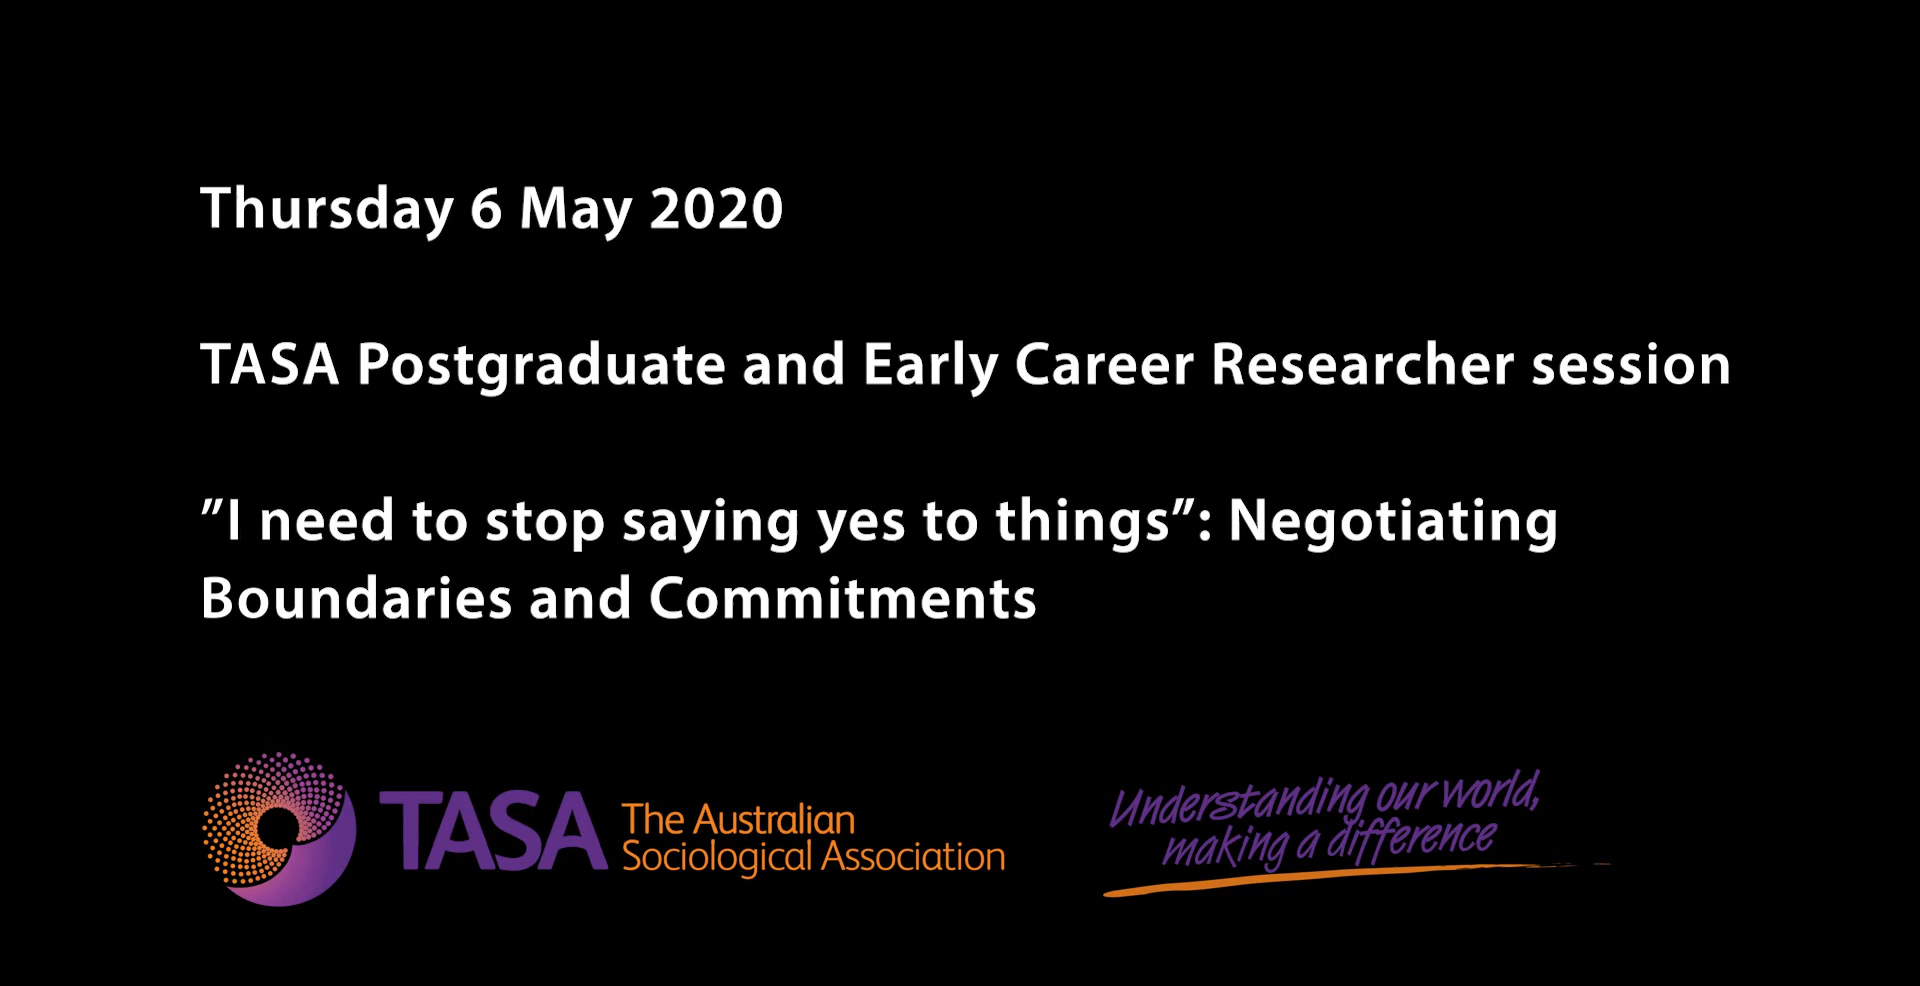 Thursday 6 May 2020
TASA Postgraduate and Early Career Researcher session
”I need to stop saying yes to things”: Negotiating
Boundaries and Commitments
TASA The Australian
Sociological Association
Understanding our world,
making a difference